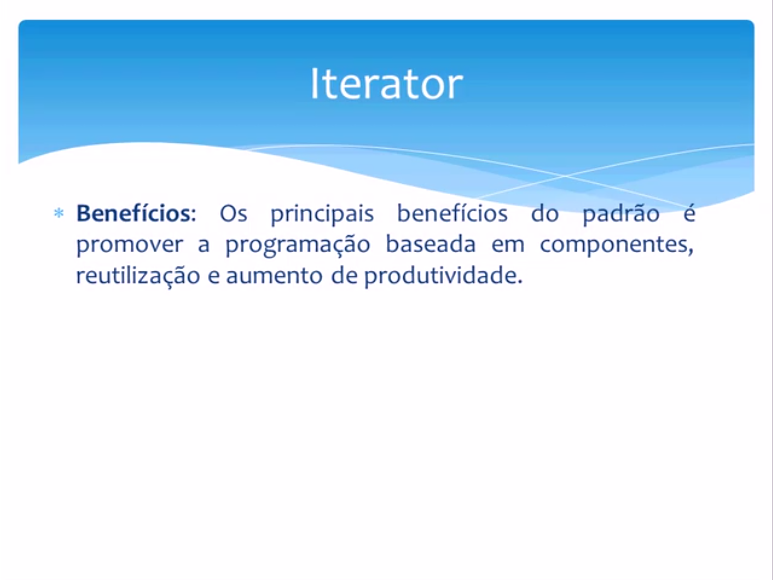 Iterator
* Benefícios: Os principais benefícios do padrão é
promover a programação baseada em componentes,
reutilização e aumento de produtividade.